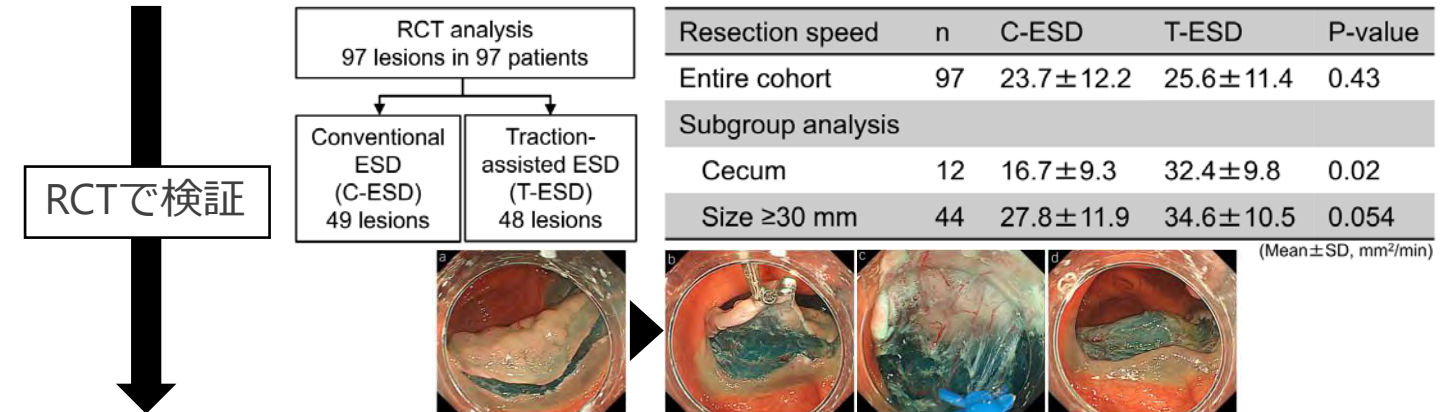 RCTで検証
RCT analysis
97 lesions in 97 patients
Conventional
ESD
(C-ESD)
49 lesions
Traction-
assisted ESD
(T-ESD)
48 lesions
Resection speed n C-ESD T-ESD P-value
Entire cohort 97 23.7±12.2 25.6±11.4 0.43
Subgroup analysis
Cecum 12 16.7±9.3 32.4±9.8 0.02
Size ≥30 mm 44 27.8±11.9 34.6±10.5 0.054
(Mean±SD, mm²/min)
a
b
c
d